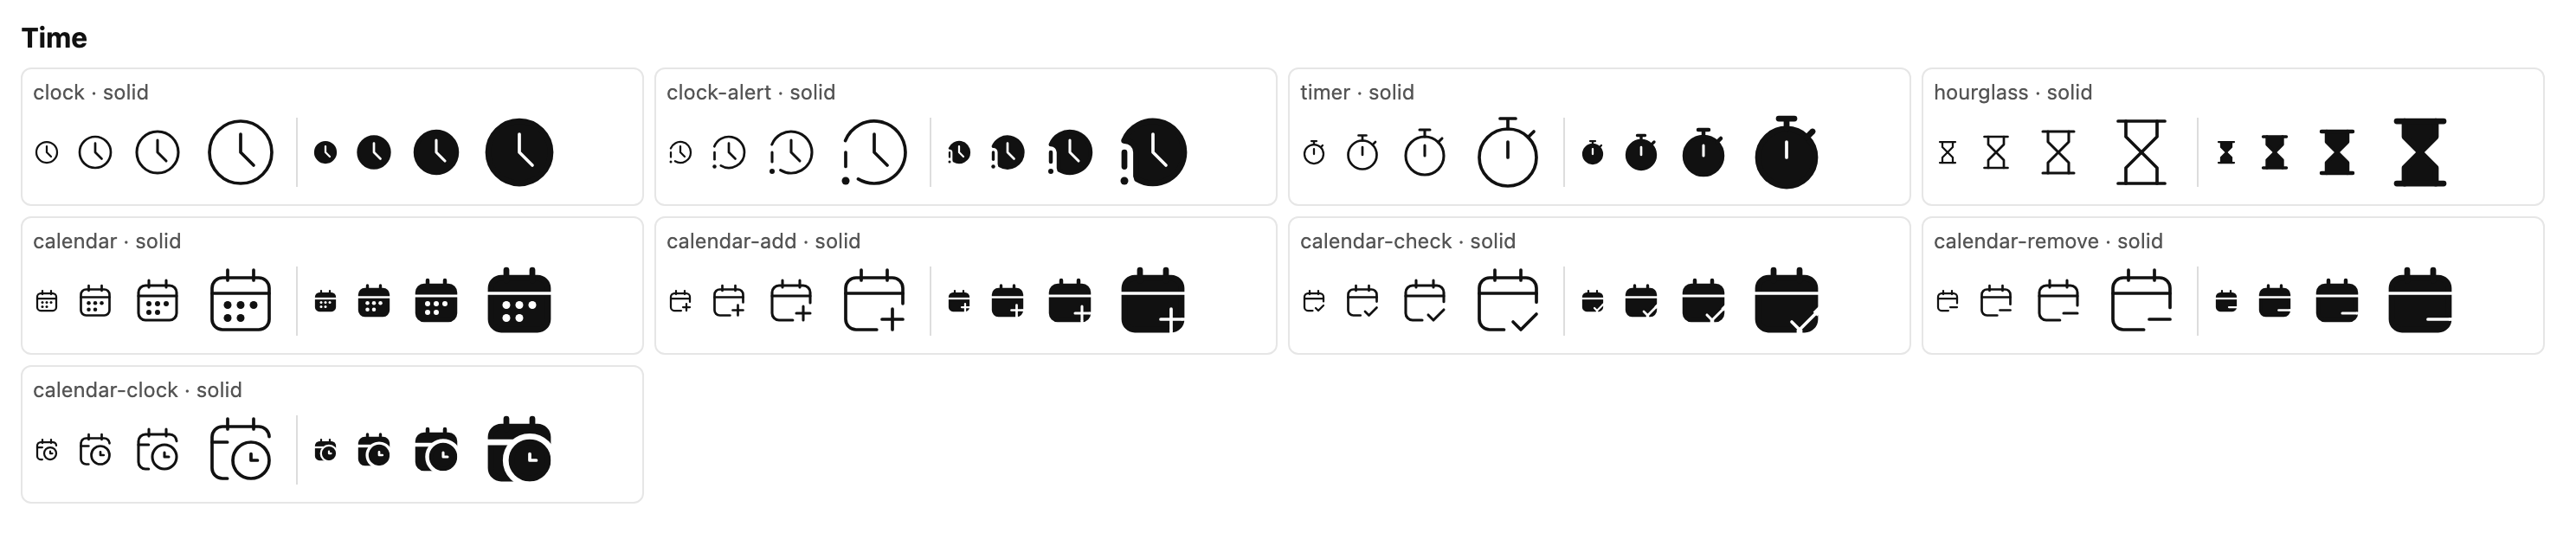 Time
clock · solid
clock-alert · solid
timer · solid
hourglass · solid
calendar · solid
calendar-add · solid
calendar-check · solid
calendar-remove · solid
calendar-clock · solid